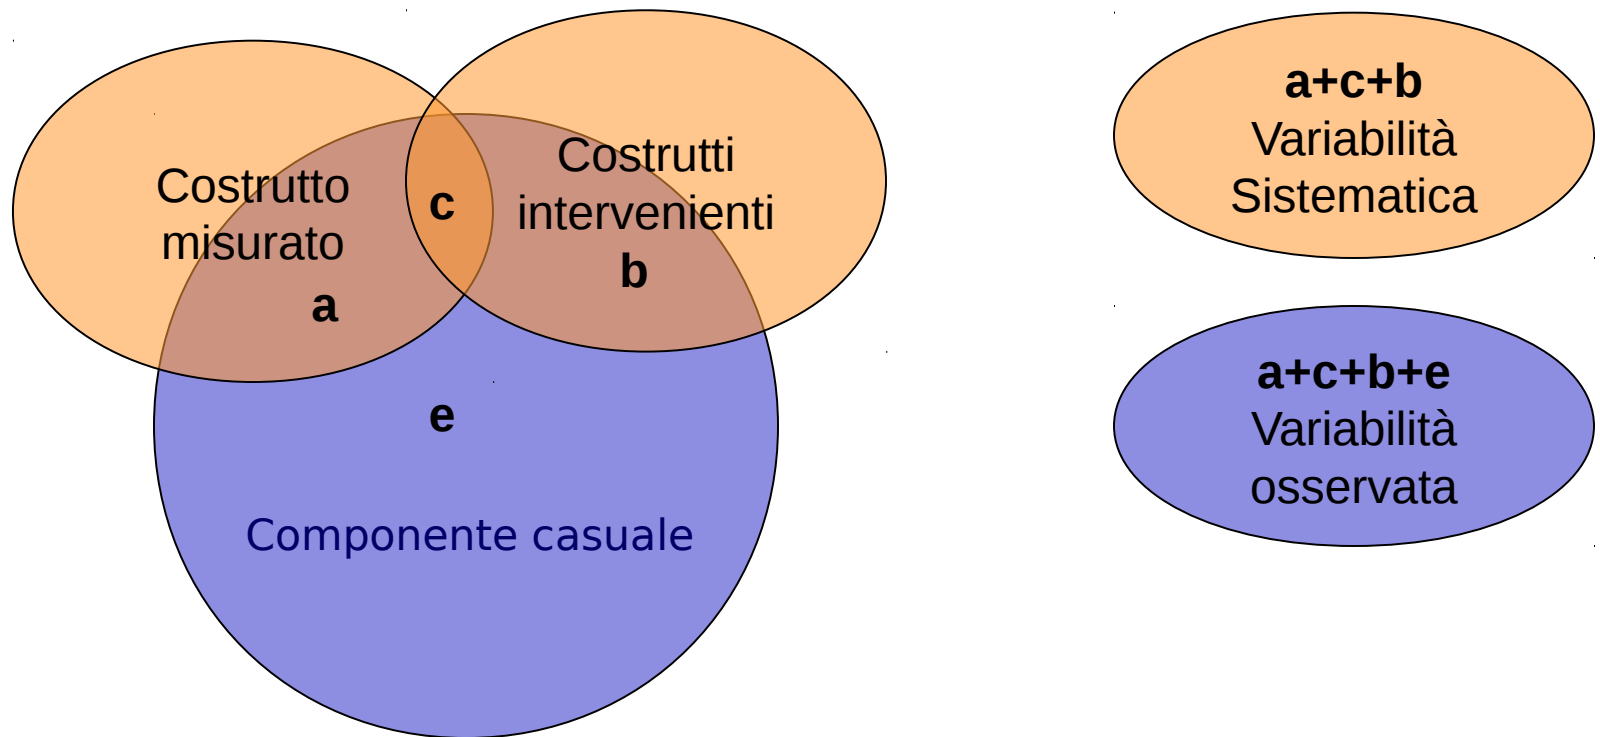 Costrutto
misurato
a
c
Costrutti
intervenienti
b
e
Componente casuale
a+c+b
Variabilità
Sistematica
a+c+b+e
Variabilità
osservata